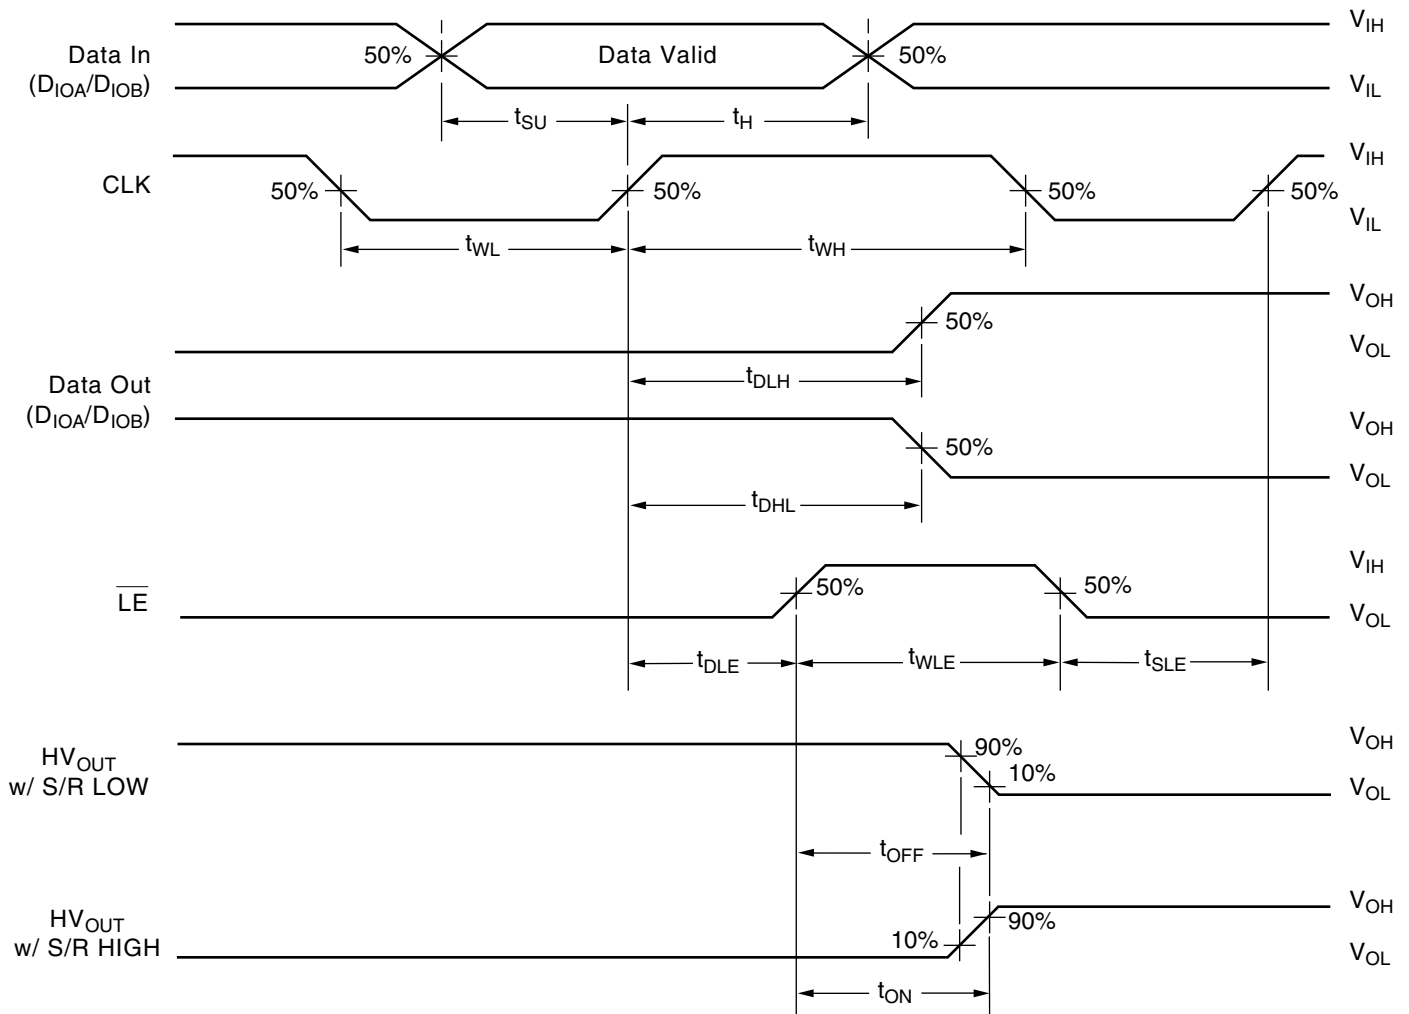 V_IH
Data In 50% Data Valid 50%
(D_IOA/D_IOB) V_IL
t_SU t_H
V_IH
CLK 50% 50% 50% 50%
V_IL
t_WL t_WH
V_OH
50%
V_OL
t_DLH
Data Out
(D_IOA/D_IOB) V_OH
50%
V_OL
t_DHL
V_IH
50% 50%
L̅E̅
V_OL
t_DLE t_WLE t_SLE
V_OH
HV_OUT 90%
w/ S/R LOW 10%
V_OL
t_OFF
V_OH
HV_OUT 90%
w/ S/R HIGH 10%
V_OL
t_ON